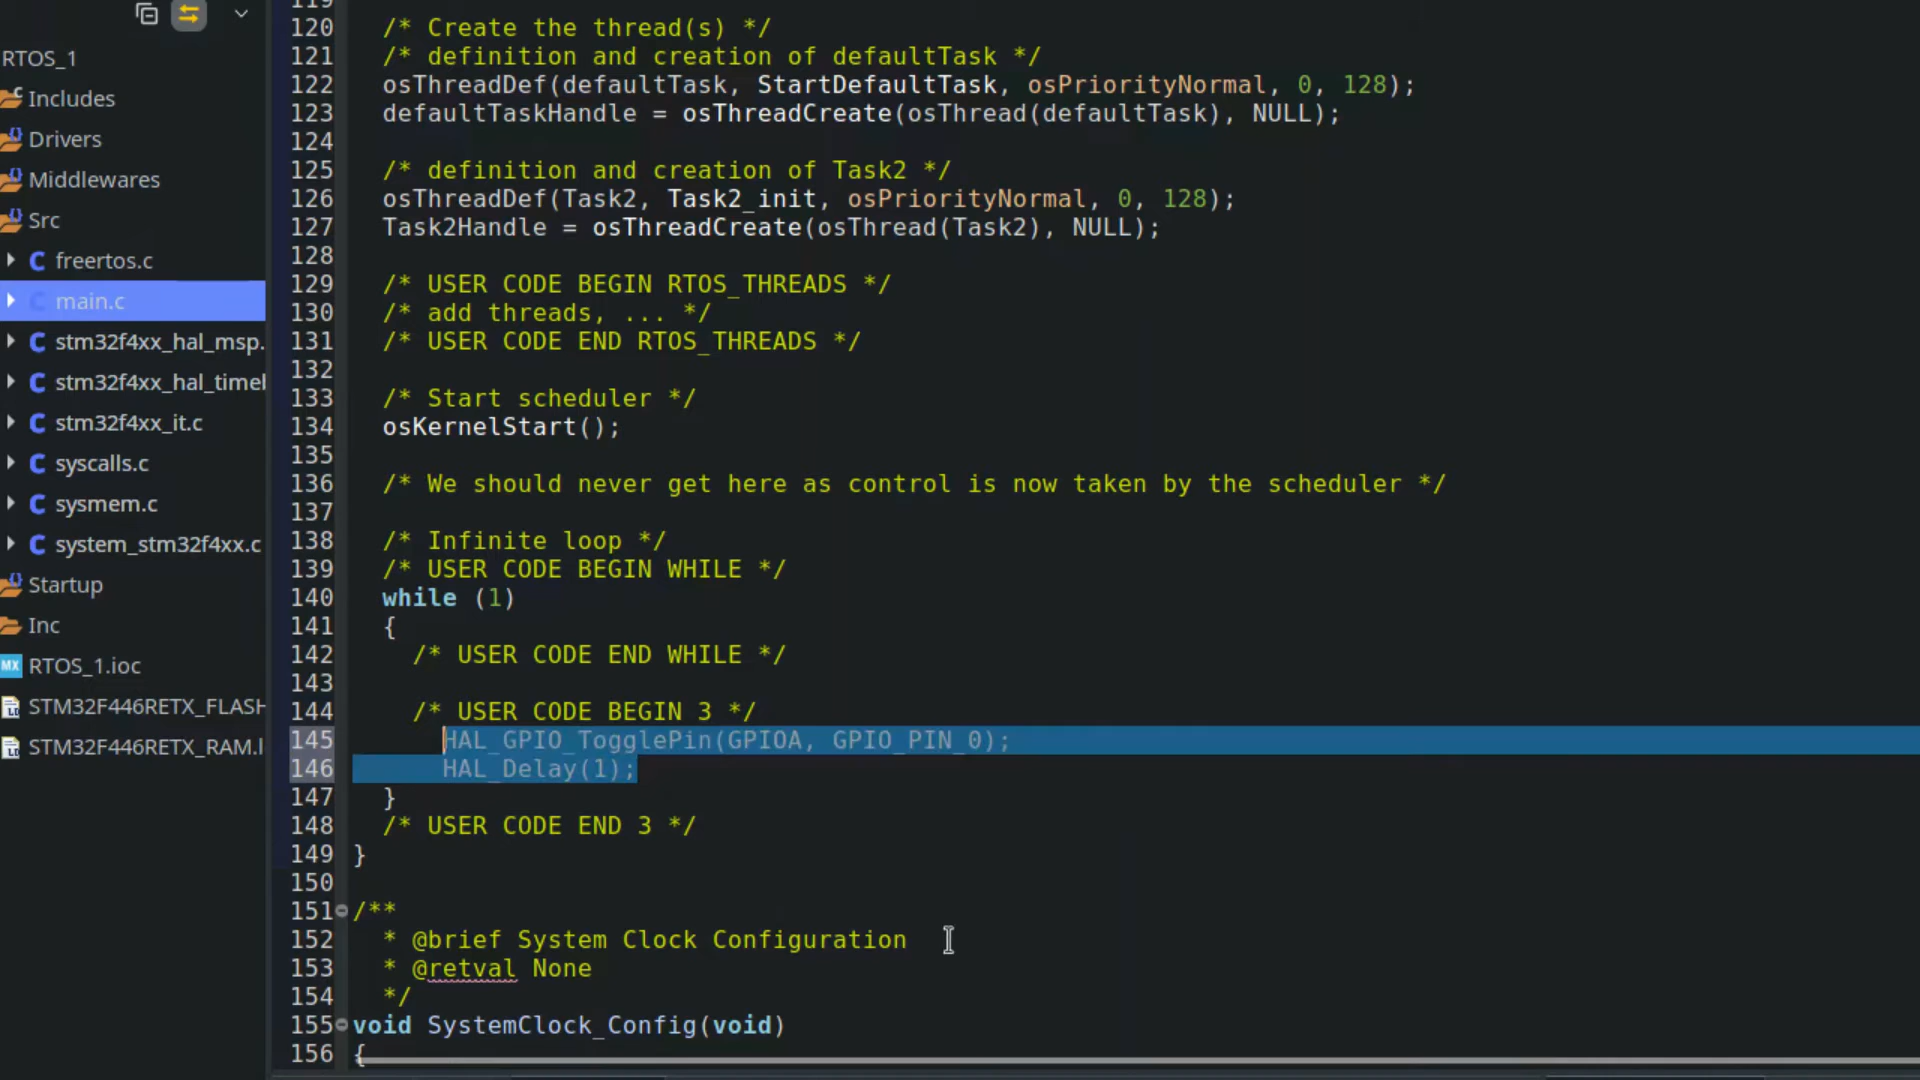 RTOS_1
Includes
Drivers
Middlewares
Src
freertos.c
main.c
stm32f4xx_hal_msp.
stm32f4xx_hal_timel
stm32f4xx_it.c
syscalls.c
sysmem.c
system_stm32f4xx.c
Startup
Inc
MX RTOS_1.ioc
STM32F446RETX_FLASH
STM32F446RETX_RAM.l
119
120 /* Create the thread(s) */
121 /* definition and creation of defaultTask */
122 osThreadDef(defaultTask, StartDefaultTask, osPriorityNormal, 0, 128);
123 defaultTaskHandle = osThreadCreate(osThread(defaultTask), NULL);
124
125 /* definition and creation of Task2 */
126 osThreadDef(Task2, Task2_init, osPriorityNormal, 0, 128);
127 Task2Handle = osThreadCreate(osThread(Task2), NULL);
128
129 /* USER CODE BEGIN RTOS_THREADS */
130 /* add threads, ... */
131 /* USER CODE END RTOS_THREADS */
132
133 /* Start scheduler */
134 osKernelStart();
135
136 /* We should never get here as control is now taken by the scheduler */
137
138 /* Infinite loop */
139 /* USER CODE BEGIN WHILE */
140 while (1)
141 {
142 /* USER CODE END WHILE */
143
144 /* USER CODE BEGIN 3 */
145 HAL_GPIO_TogglePin(GPIOA, GPIO_PIN_0);
146 HAL_Delay(1);
147 }
148 /* USER CODE END 3 */
149 }
150
151 /**
152 * @brief System Clock Configuration
153 * @retval None
154 */
155 void SystemClock_Config(void)
156 {